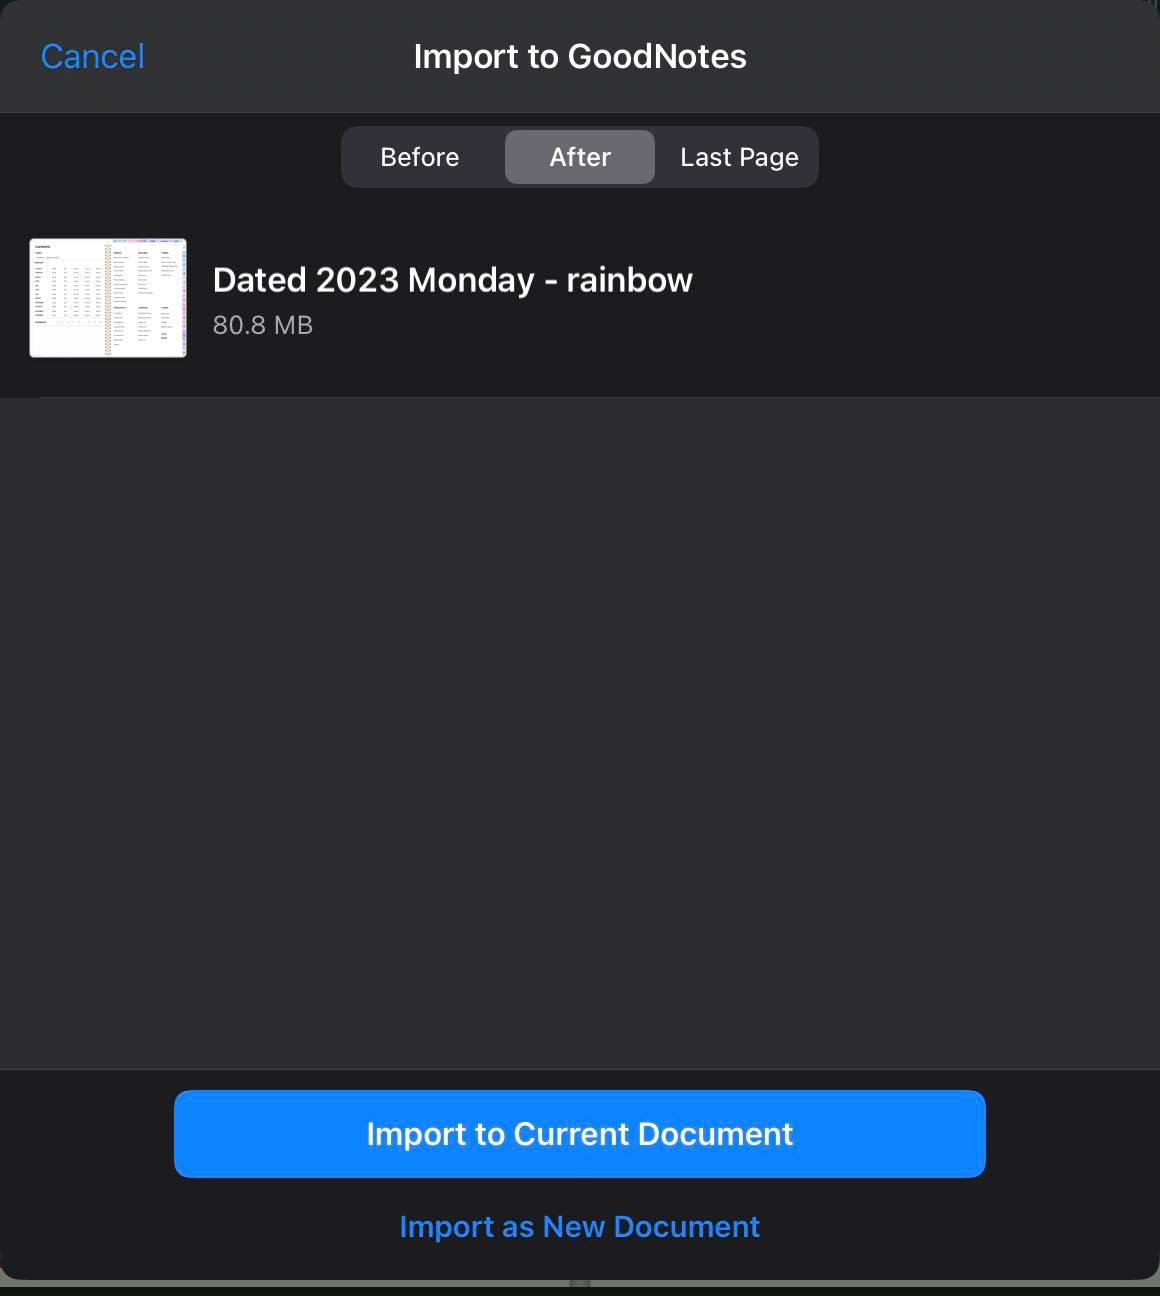 Cancel
Import to GoodNotes
Before
After
Last Page
Dated 2023 Monday - rainbow
80.8 MB
Import to Current Document
Import as New Document